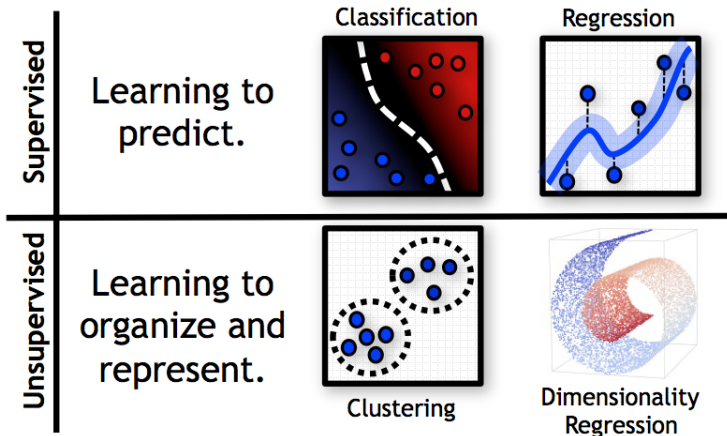 Classification
Regression
Supervised
Learning to
predict.
Unsupervised
Learning to
organize and
represent.
Clustering
Dimensionality
Regression